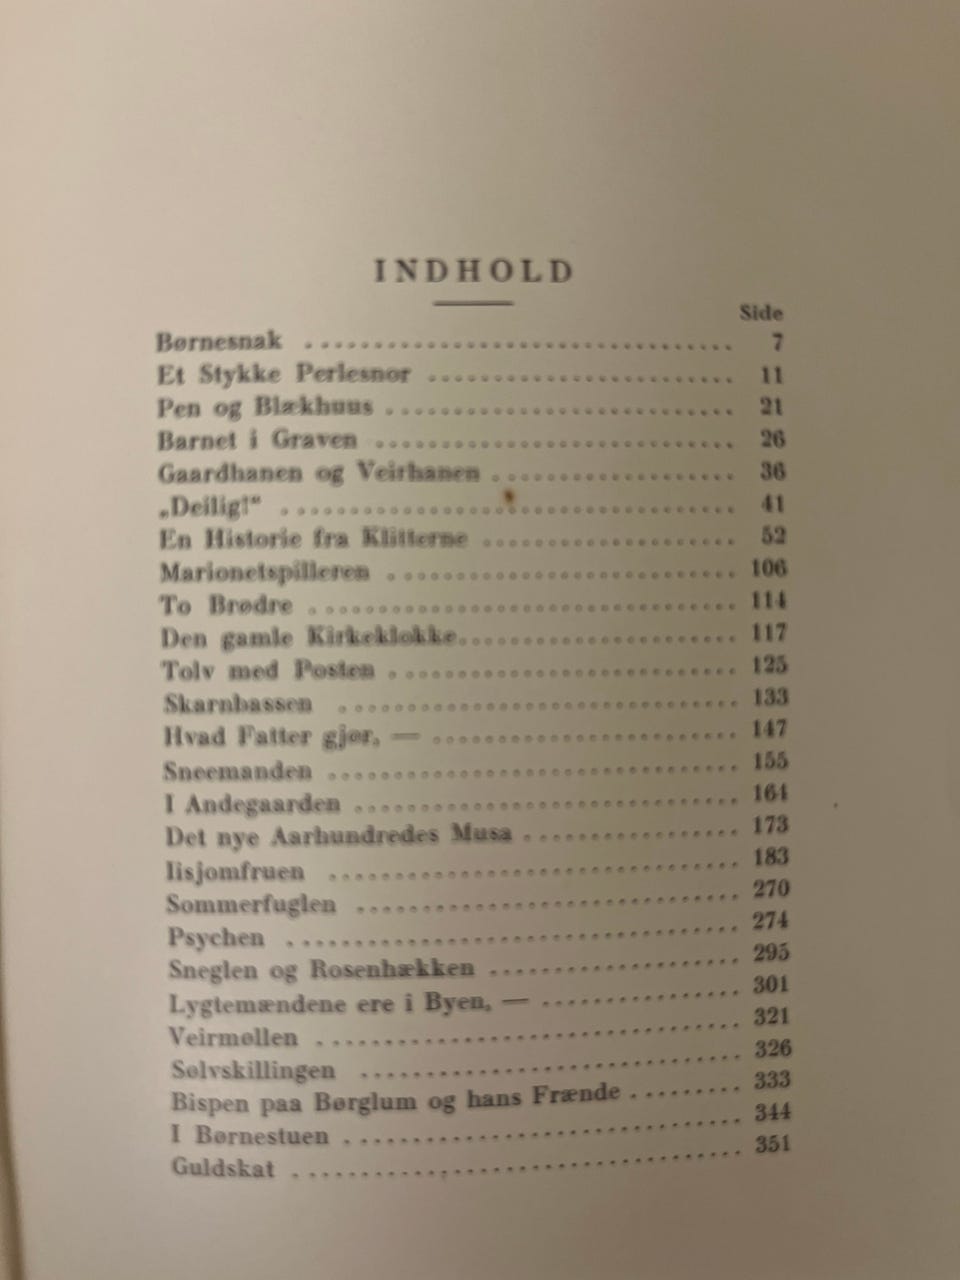 INDHOLD
Side
Børnesnak ................................. 7
Et Stykke Perlesnor ........................ 11
Pen og Blækhuus ........................... 21
Barnet i Graven ............................ 26
Gaardhanen og Veirhanen ................... 36
„Deilig!“ ................................... 41
En Historie fra Klitterne .................... 52
Marionetspilleren ........................... 106
To Brødre ................................. 114
Den gamle Kirkeklokke...................... 117
Tolv med Posten ........................... 125
Skarnbassen ............................... 133
Hvad Fatter gjør, — ........................ 147
Sneemanden ................................ 155
I Andegaarden .............................. 164
Det nye Aarhundredes Musa ................. 173
Iisjomfruen ................................ 183
Sommerfuglen .............................. 270
Psychen ................................... 274
Sneglen og Rosenhækken .................... 295
Lygtemændene ere i Byen, — ................ 301
Veirmøllen ................................. 321
Sølvskillingen .............................. 326
Bispen paa Børglum og hans Frænde ......... 333
I Børnestuen ............................... 344
Guldskat ................................... 351